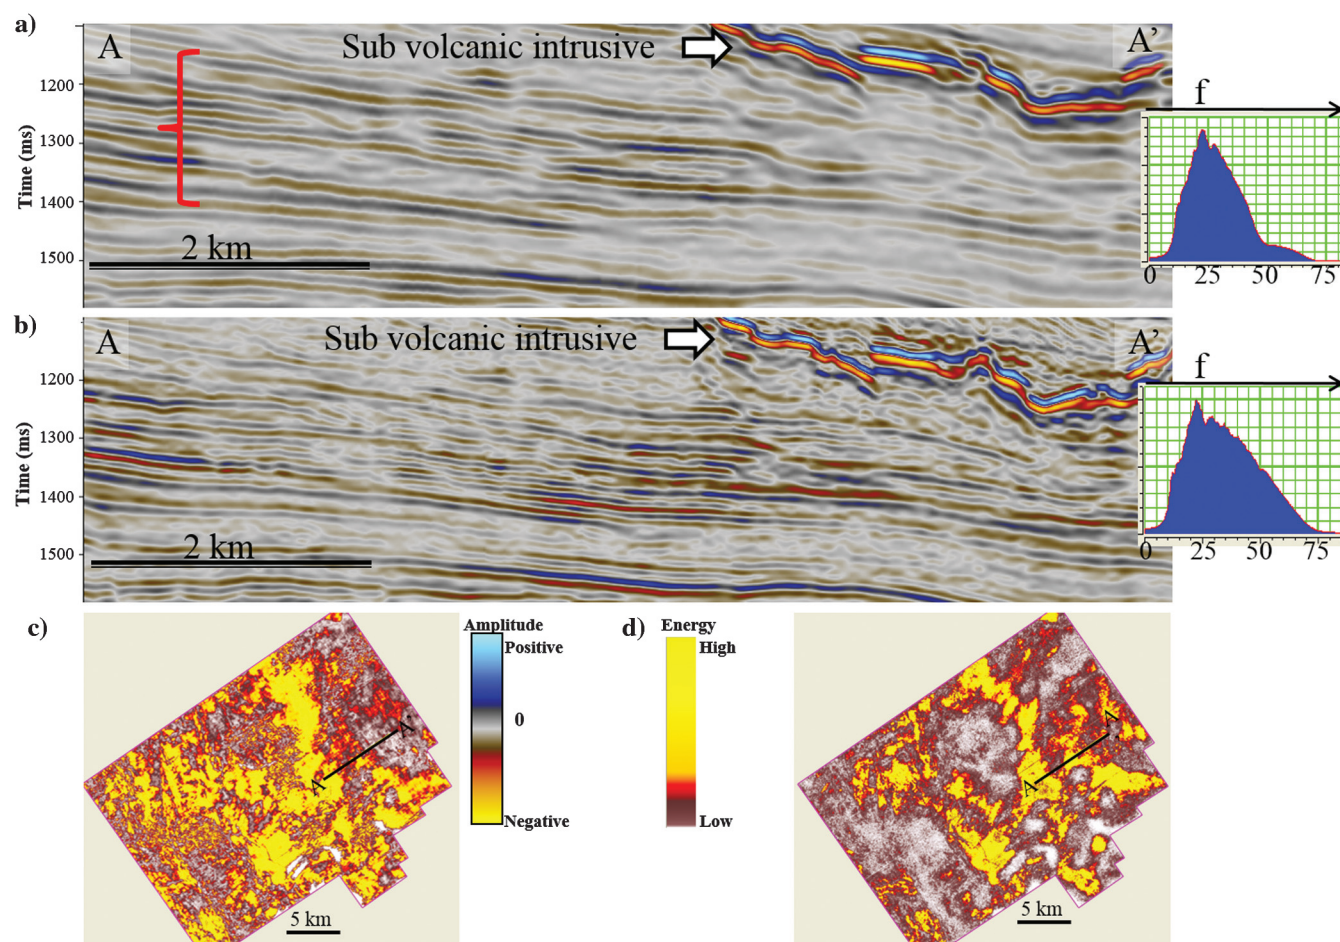 a)
A
Sub volcanic intrusive
A’
f
1200
1300
1400
1500
Time (ms)
2 km
0 25 50 75
b)
A
Sub volcanic intrusive
A’
f
1200
1300
1400
1500
Time (ms)
2 km
0 25 50 75
c)
A
A’
5 km
Amplitude
Positive
0
Negative
d)
Energy
High
Low
A
A’
5 km